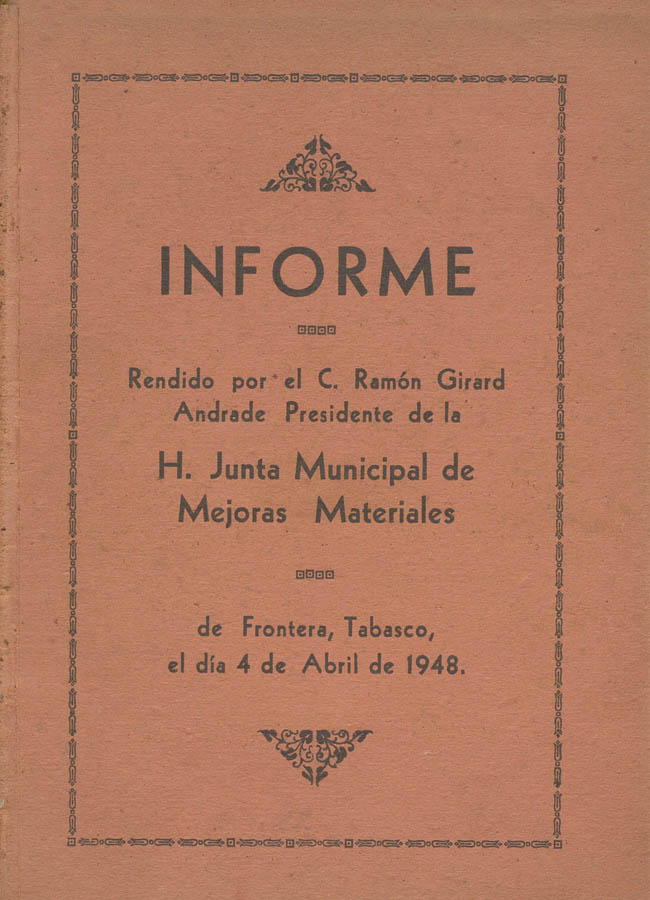 INFORME
Rendido por el C. Ramón Girard
Andrade Presidente de la
H. Junta Municipal de
Mejoras Materiales
de Frontera, Tabasco,
el día 4 de Abril de 1948.